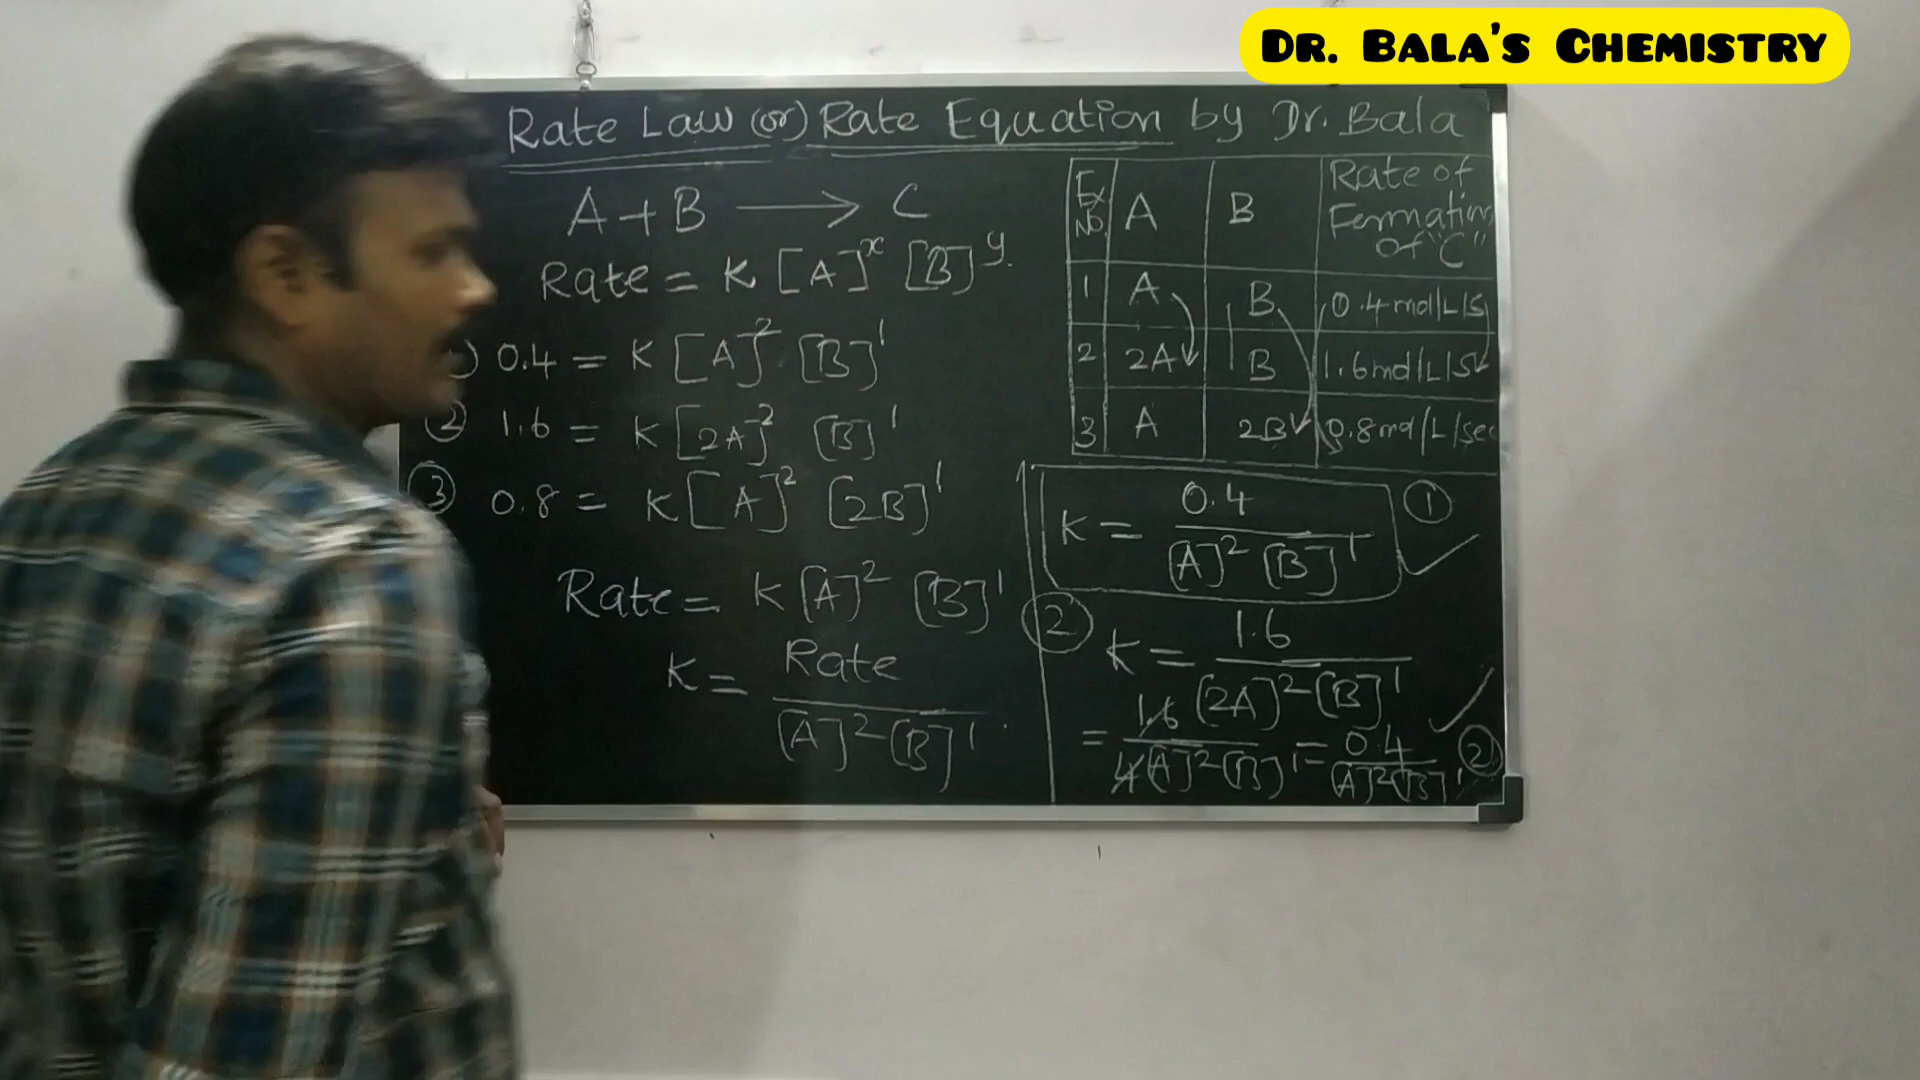 DR. BALA'S CHEMISTRY
Rate Law (or) Rate Equation by Dr. Bala
A + B ⟶ C
Rate = K [A]^x [B]^y.
) 0.4 = K [A]^2 [B]^1
② 1.6 = K [2A]^2 [B]^1
③ 0.8 = K [A]^2 [2B]^1
Rate = K [A]^2 [B]^1
K = Rate / [A]^2 [B]^1
Ex. NO. | A | B | Rate of Formation of "C"
1 | A | B | 0.4 mol/L/S
2 | 2A | B | 1.6 mol/L/S
3 | A | 2B | 0.8 mol/L/sec
K = 0.4 / [A]^2 [B]^1 ①
② K = 1.6 / [2A]^2 [B]^1
= 1.6 / 4[A]^2 [B]^1 = 0.4 / [A]^2 [B]^1 ②